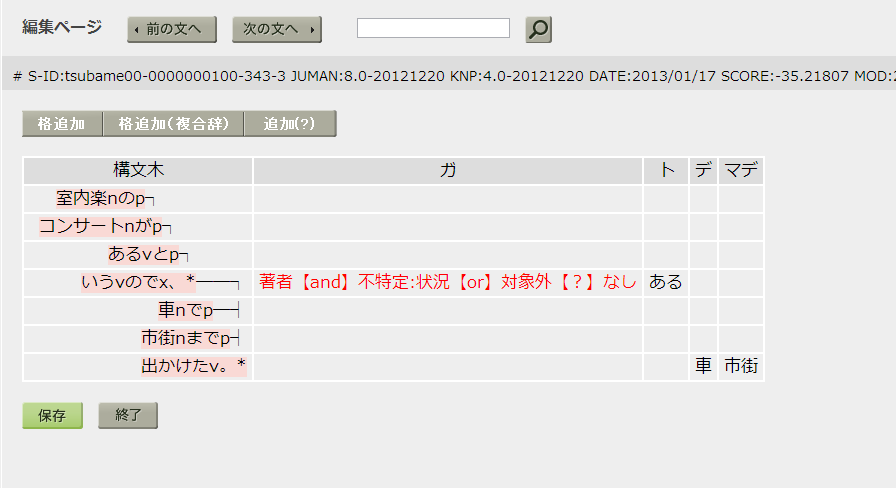 編集ページ 前の文へ 次の文へ
# S-ID:tsubame00-0000000100-343-3 JUMAN:8.0-20121220 KNP:4.0-20121220 DATE:2013/01/17 SCORE:-35.21807 MOD:2
格追加 格追加(複合辞) 追加(?)
構文木 ガ ト デ マデ
室内楽nのp┐
コンサートnがp┐
あるvとp┐
いうvのでx、*──┐ 著者【and】不特定:状況【or】対象外【？】なし ある
車nでp─┤
市街nまでp┤
出かけたv。* 車 市街
保存 終了